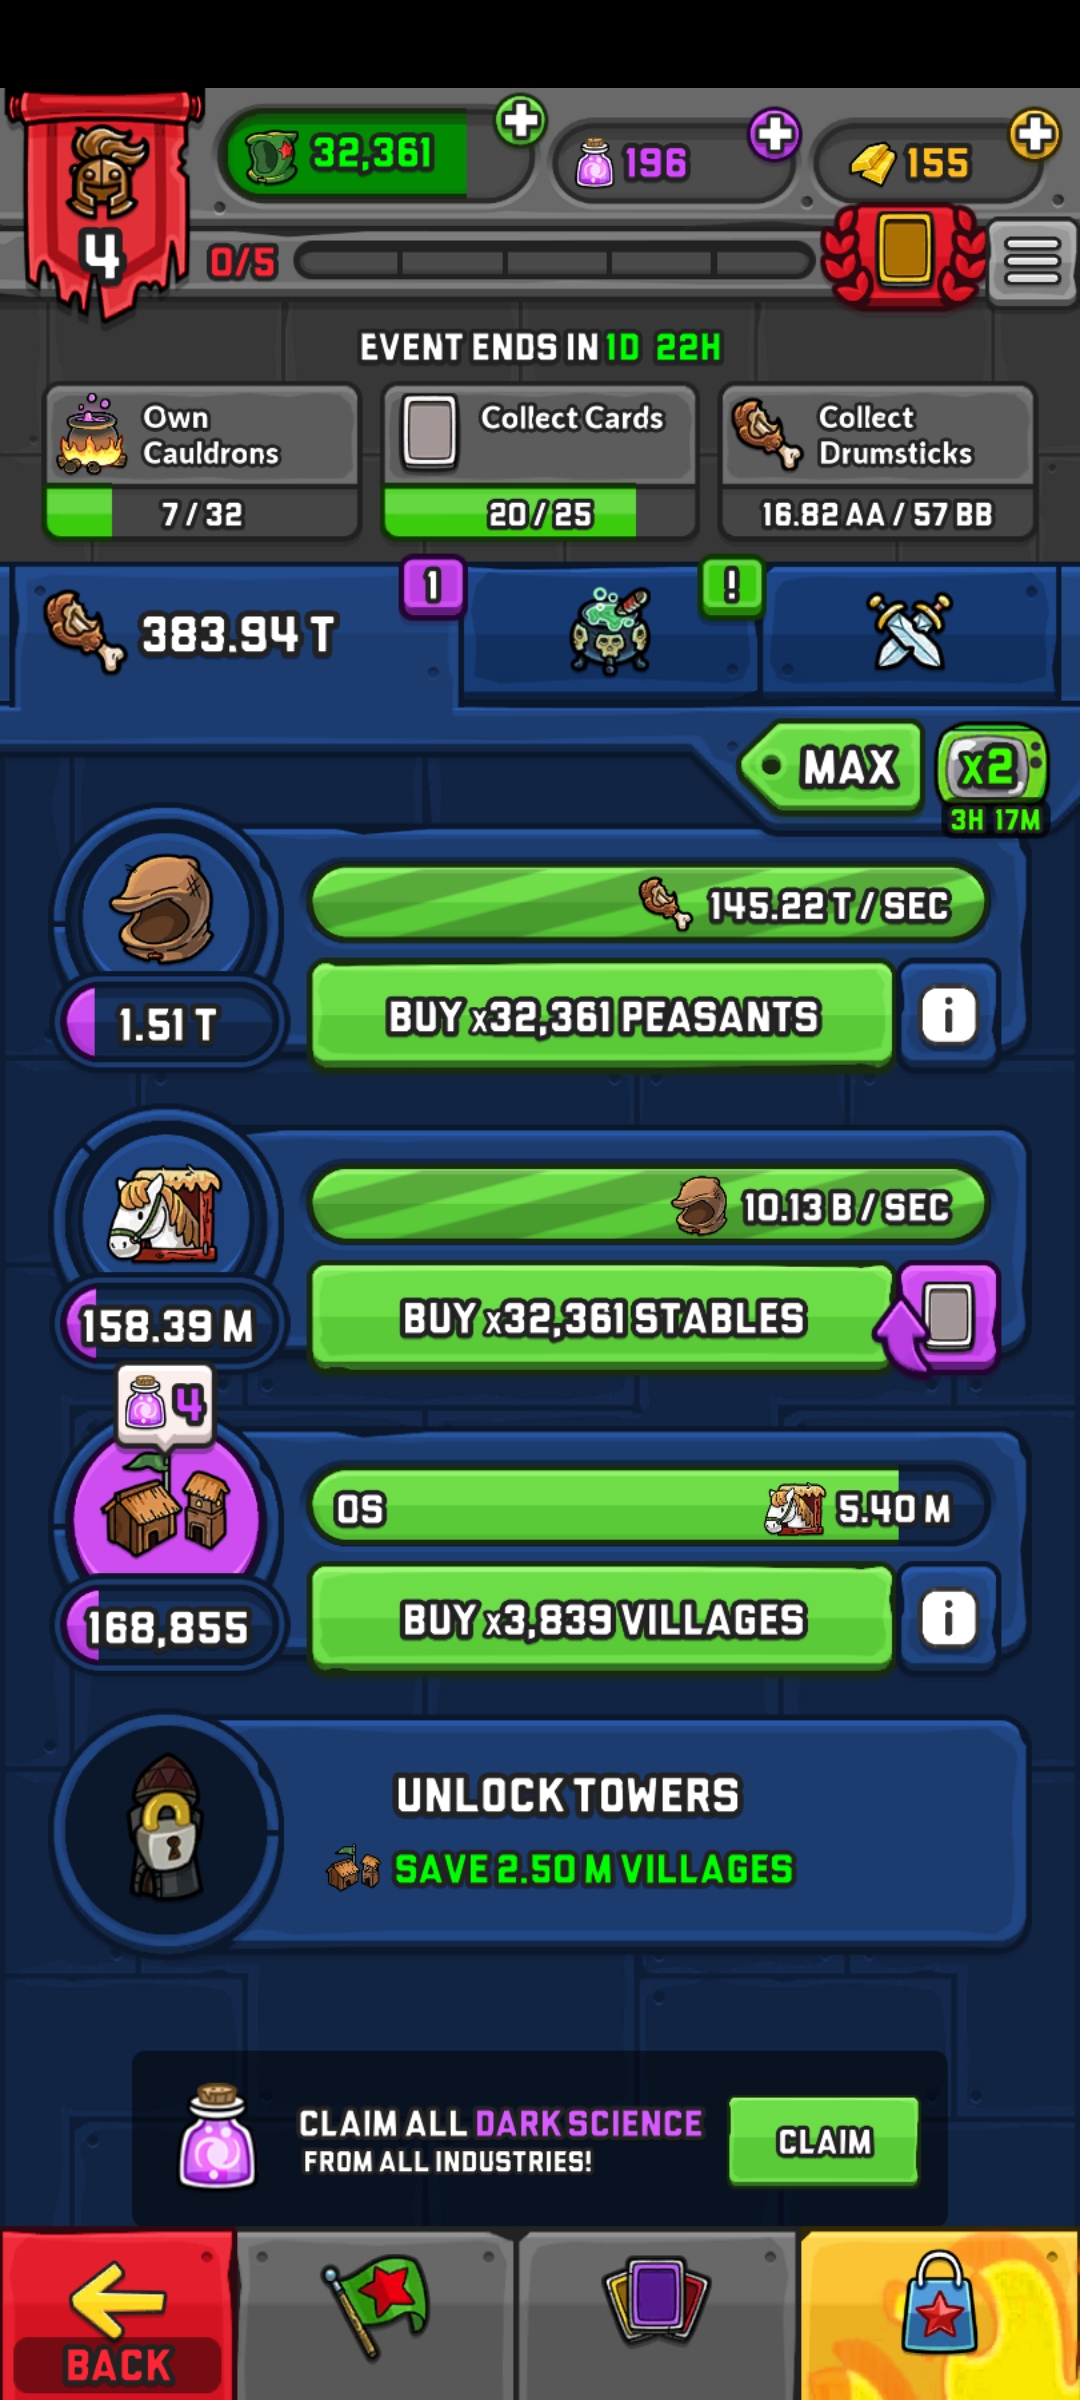 32,361
196
155
4
0/5
EVENT ENDS IN 1D 22H
Own
Cauldrons
7 / 32
Collect Cards
20 / 25
Collect
Drumsticks
16.82 AA / 57 BB
383.94 T
1
!
MAX
x2
3H 17M
145.22 T / SEC
1.51 T
BUY x32,361 PEASANTS
i
10.13 B / SEC
158.39 M
BUY x32,361 STABLES
4
0S
5.40 M
168,855
BUY x3,839 VILLAGES
i
UNLOCK TOWERS
SAVE 2.50 M VILLAGES
CLAIM ALL DARK SCIENCE
FROM ALL INDUSTRIES!
CLAIM
BACK